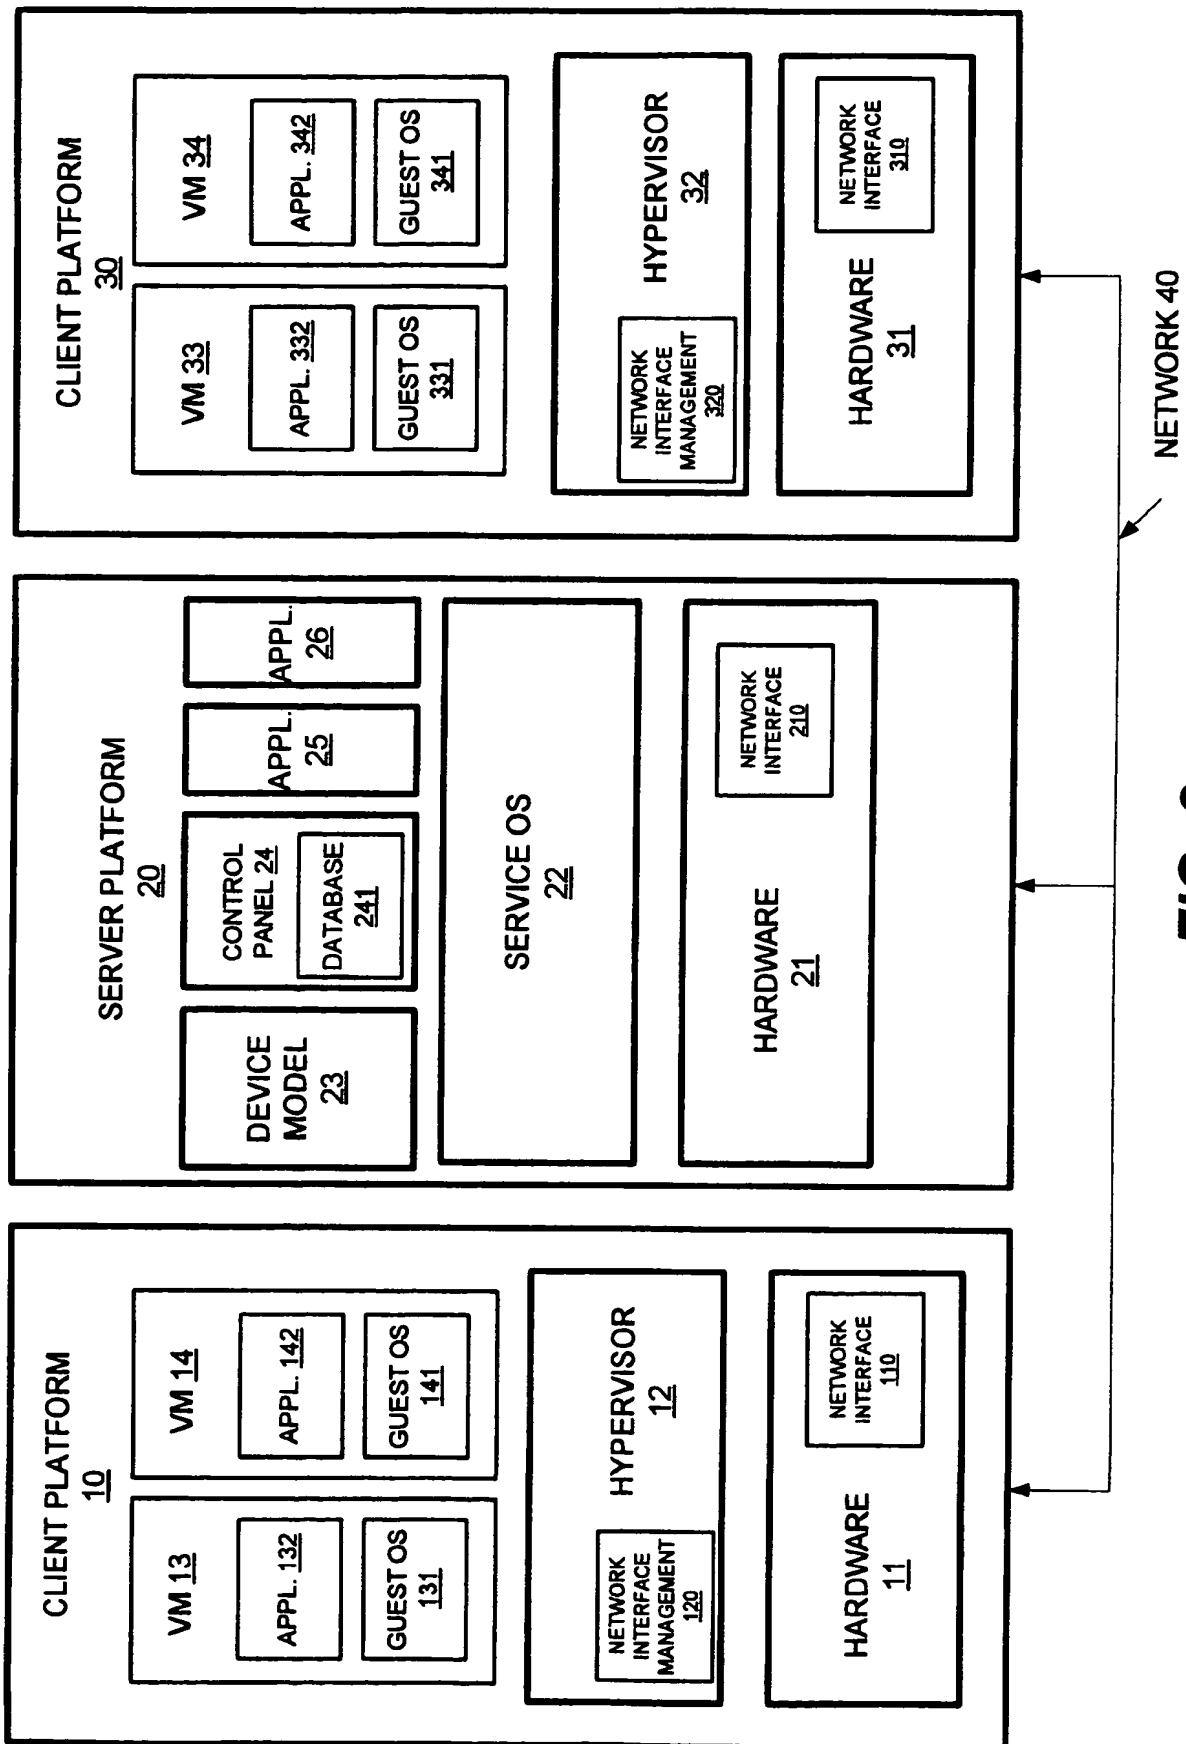 CLIENT PLATFORM
10
VM 13
APPL. 132
GUEST OS
131
VM 14
APPL. 142
GUEST OS
141
HYPERVISOR
12
NETWORK
INTERFACE
MANAGEMENT
120
HARDWARE
11
NETWORK
INTERFACE
110
SERVER PLATFORM
20
DEVICE
MODEL
23
CONTROL
PANEL 24
DATABASE
241
APPL.
25
APPL.
26
SERVICE OS
22
HARDWARE
21
NETWORK
INTERFACE
210
CLIENT PLATFORM
30
VM 33
APPL. 332
GUEST OS
331
VM 34
APPL. 342
GUEST OS
341
HYPERVISOR
32
NETWORK
INTERFACE
MANAGEMENT
320
HARDWARE
31
NETWORK
INTERFACE
310
NETWORK 40